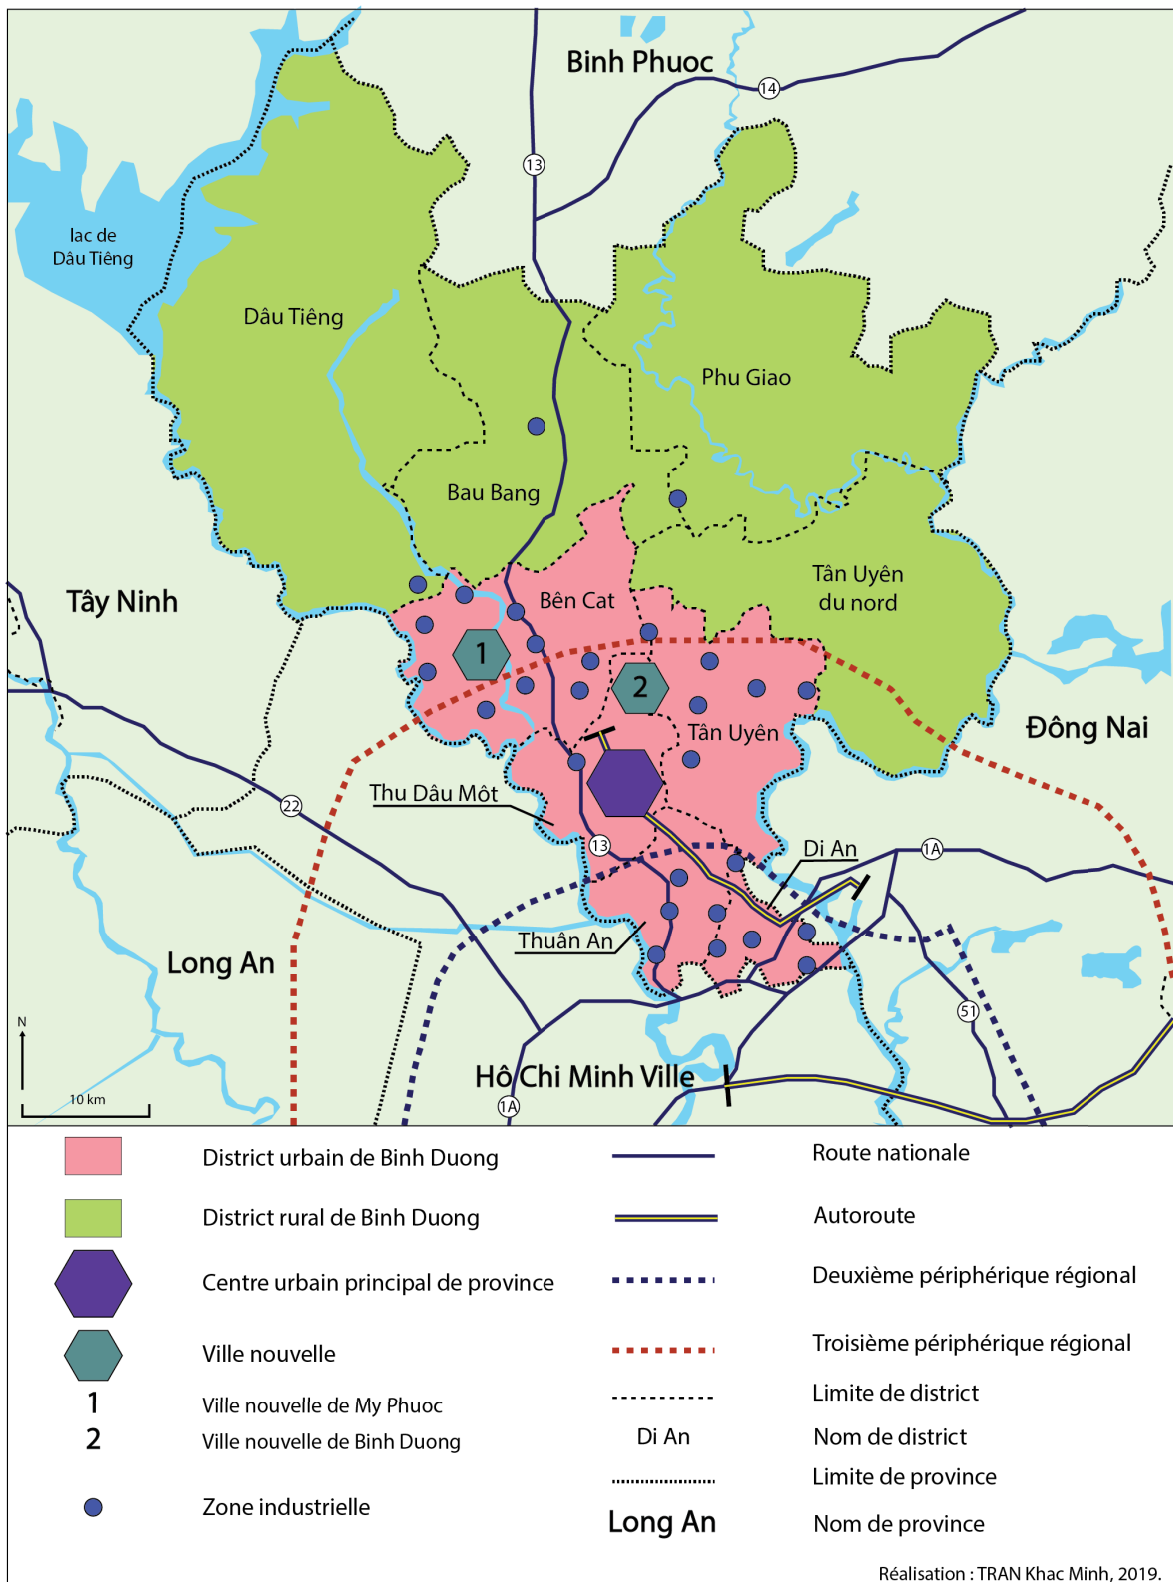 Binh Phuoc
14
13
lac de
Dâu Tiêng
Dâu Tiêng
Phu Giao
Bau Bang
Tân Uyên
du nord
Tây Ninh
Bên Cat
1
2
Đông Nai
Tân Uyên
Thu Dâu Môt
22
13
Di An
1A
Thuân An
Long An
51
N
Hô Chi Minh Ville
10 km
1A
District urbain de Binh Duong
District rural de Binh Duong
Centre urbain principal de province
Ville nouvelle
1 Ville nouvelle de My Phuoc
2 Ville nouvelle de Binh Duong
Zone industrielle
Route nationale
Autoroute
Deuxième périphérique régional
Troisième périphérique régional
Limite de district
Di An Nom de district
Limite de province
Long An Nom de province
Réalisation : TRAN Khac Minh, 2019.